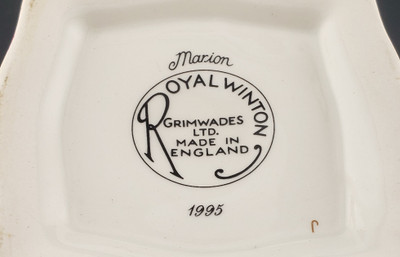 Marion
ROYAL WINTON
GRIMWADES
LTD.
MADE IN
ENGLAND
1995